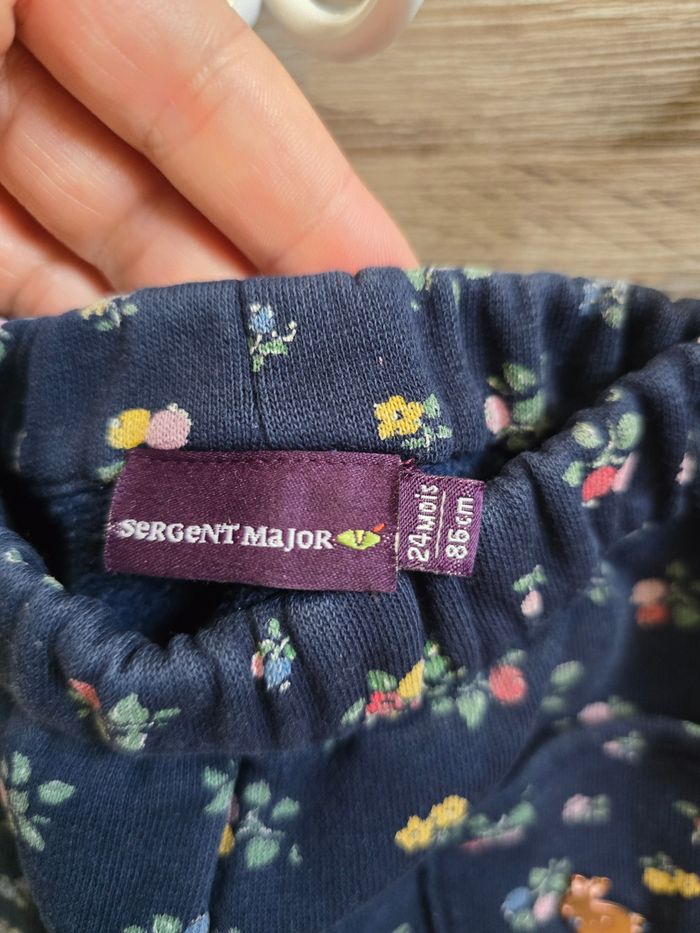 SeRGeNT MaJOR
24 Mois
86 cm